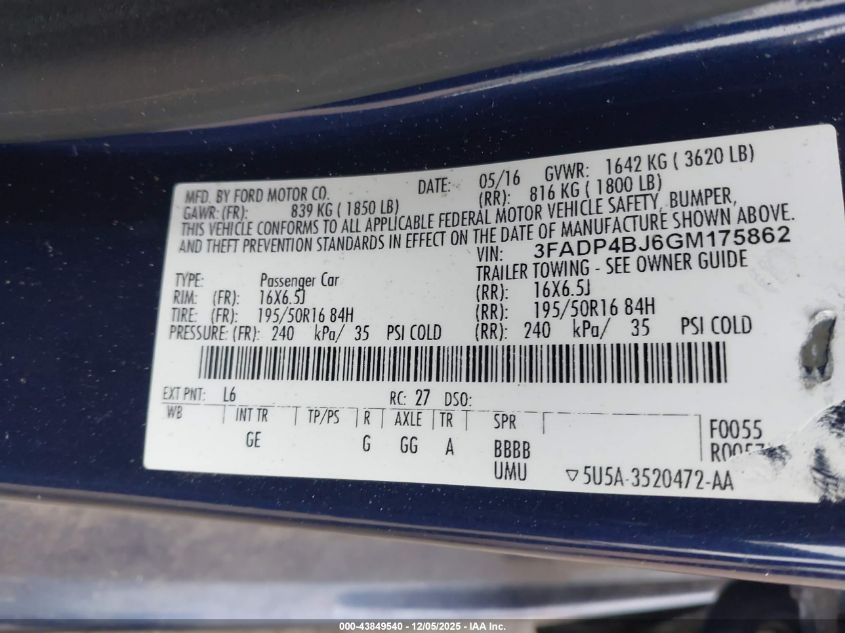 MFD. BY FORD MOTOR CO. DATE: 05/16 GVWR: 1642 KG ( 3620 LB)
GAWR: (FR): 839 KG ( 1850 LB) (RR): 816 KG ( 1800 LB)
THIS VEHICLE CONFORMS TO ALL APPLICABLE FEDERAL MOTOR VEHICLE SAFETY, BUMPER,
AND THEFT PREVENTION STANDARDS IN EFFECT ON THE DATE OF MANUFACTURE SHOWN ABOVE.
VIN: 3FADP4BJ6GM175862
TYPE: Passenger Car TRAILER TOWING - SEE OWNER GUIDE
RIM: (FR): 16X6.5J (RR): 16X6.5J
TIRE: (FR): 195/50R16 84H (RR): 195/50R16 84H
PRESSURE: (FR): 240 kPa/ 35 PSI COLD (RR): 240 kPa/ 35 PSI COLD
EXT PNT: L6 RC: 27 DSO:
WB INT TR TP/PS R AXLE TR SPR
GE G GG A BBBB
UMU
F0055
▽5U5A-3520472-AA
000-43849540 - 12/05/2025 - IAA Inc.